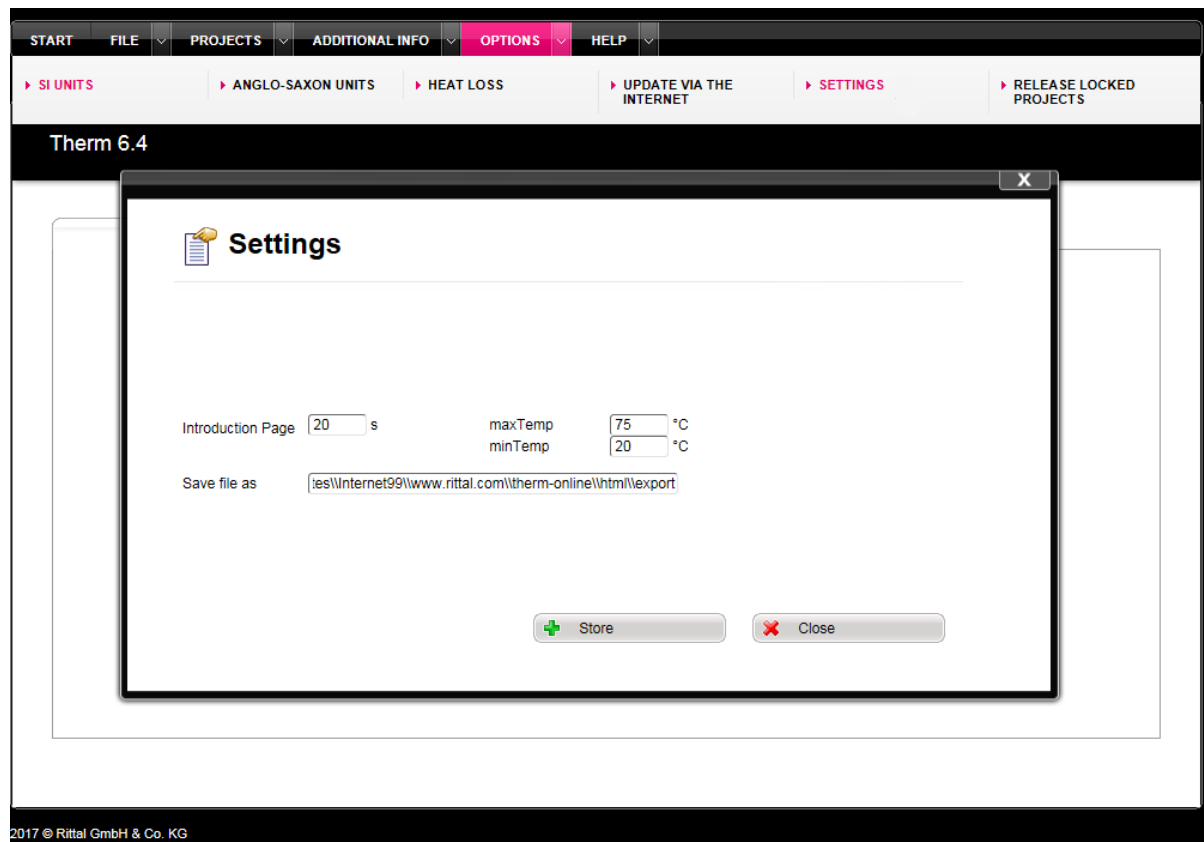 START FILE PROJECTS ADDITIONAL INFO OPTIONS HELP
SI UNITS ANGLO-SAXON UNITS HEAT LOSS UPDATE VIA THE INTERNET SETTINGS RELEASE LOCKED PROJECTS
Therm 6.4
X
Settings
Introduction Page 20 s maxTemp 75 °C
minTemp 20 °C
Save file as :es\\Internet99\\www.rittal.com\\therm-online\\html\\export
Store Close
2017 © Rittal GmbH & Co. KG